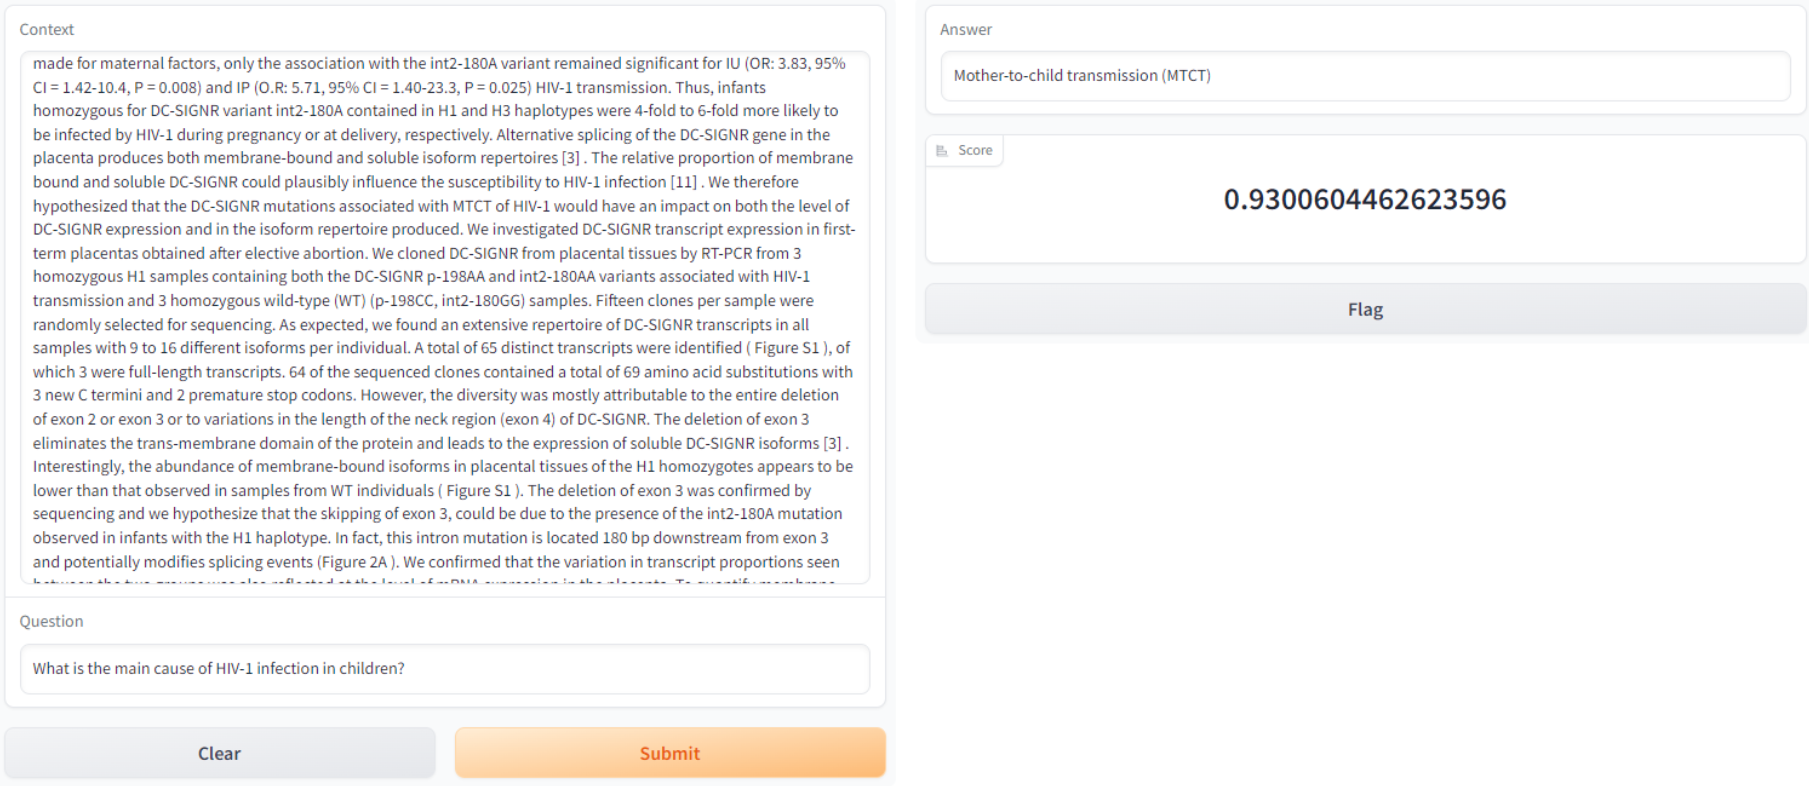 Context
made for maternal factors, only the association with the int2-180A variant remained significant for IU (OR: 3.83, 95%
CI = 1.42-10.4, P = 0.008) and IP (O.R: 5.71, 95% CI = 1.40-23.3, P = 0.025) HIV-1 transmission. Thus, infants
homozygous for DC-SIGNR variant int2-180A contained in H1 and H3 haplotypes were 4-fold to 6-fold more likely to
be infected by HIV-1 during pregnancy or at delivery, respectively. Alternative splicing of the DC-SIGNR gene in the
placenta produces both membrane-bound and soluble isoform repertoires [3] . The relative proportion of membrane
bound and soluble DC-SIGNR could plausibly influence the susceptibility to HIV-1 infection [11] . We therefore
hypothesized that the DC-SIGNR mutations associated with MTCT of HIV-1 would have an impact on both the level of
DC-SIGNR expression and in the isoform repertoire produced. We investigated DC-SIGNR transcript expression in first-
term placentas obtained after elective abortion. We cloned DC-SIGNR from placental tissues by RT-PCR from 3
homozygous H1 samples containing both the DC-SIGNR p-198AA and int2-180AA variants associated with HIV-1
transmission and 3 homozygous wild-type (WT) (p-198CC, int2-180GG) samples. Fifteen clones per sample were
randomly selected for sequencing. As expected, we found an extensive repertoire of DC-SIGNR transcripts in all
samples with 9 to 16 different isoforms per individual. A total of 65 distinct transcripts were identified ( Figure S1 ), of
which 3 were full-length transcripts. 64 of the sequenced clones contained a total of 69 amino acid substitutions with
3 new C termini and 2 premature stop codons. However, the diversity was mostly attributable to the entire deletion
of exon 2 or exon 3 or to variations in the length of the neck region (exon 4) of DC-SIGNR. The deletion of exon 3
eliminates the trans-membrane domain of the protein and leads to the expression of soluble DC-SIGNR isoforms [3] .
Interestingly, the abundance of membrane-bound isoforms in placental tissues of the H1 homozygotes appears to be
lower than that observed in samples from WT individuals ( Figure S1 ). The deletion of exon 3 was confirmed by
sequencing and we hypothesize that the skipping of exon 3, could be due to the presence of the int2-180A mutation
observed in infants with the H1 haplotype. In fact, this intron mutation is located 180 bp downstream from exon 3
and potentially modifies splicing events (Figure 2A ). We confirmed that the variation in transcript proportions seen
between the two groups was also reflected at the level of mRNA expression in the placenta. To quantify membrane
Question
What is the main cause of HIV-1 infection in children?
Clear
Submit
Answer
Mother-to-child transmission (MTCT)
Score
0.9300604462623596
Flag